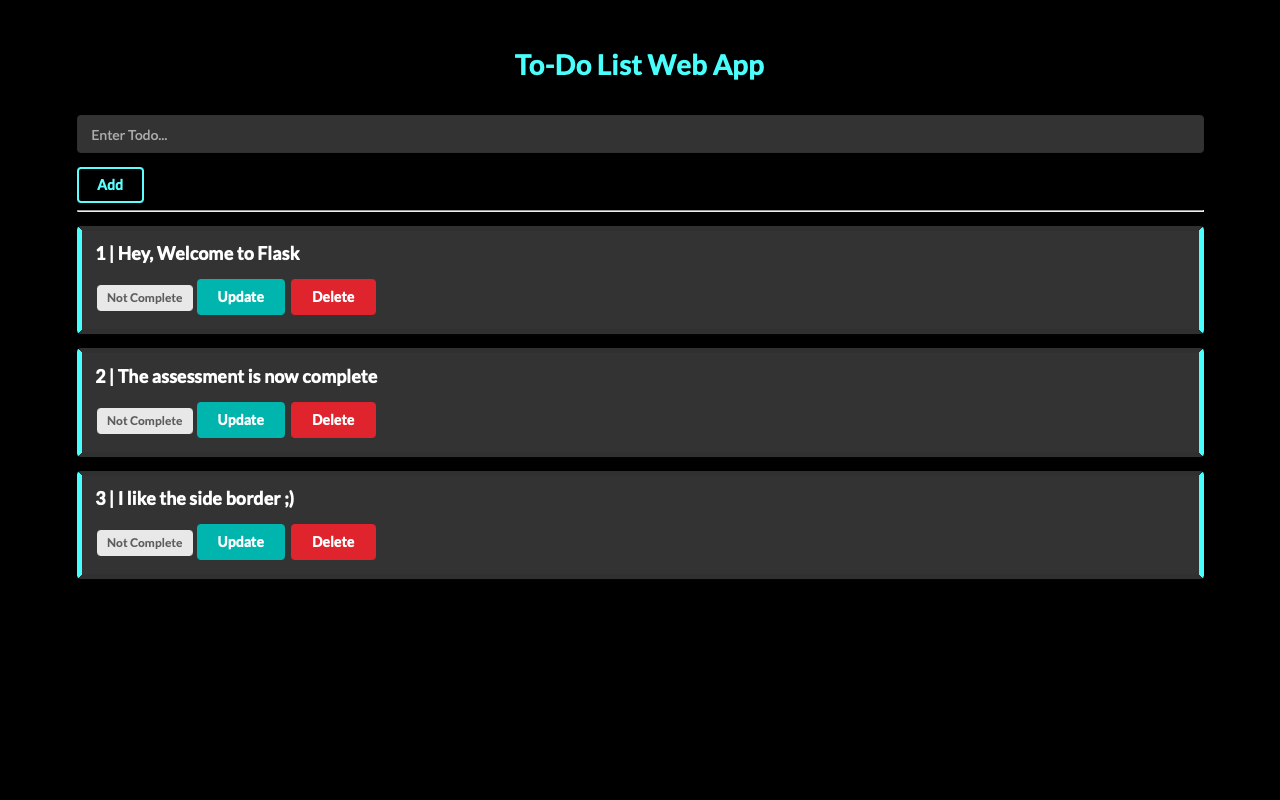 To-Do List Web App
Enter Todo...
Add
1 | Hey, Welcome to Flask
Not Complete Update Delete
2 | The assessment is now complete
Not Complete Update Delete
3 | I like the side border ;)
Not Complete Update Delete